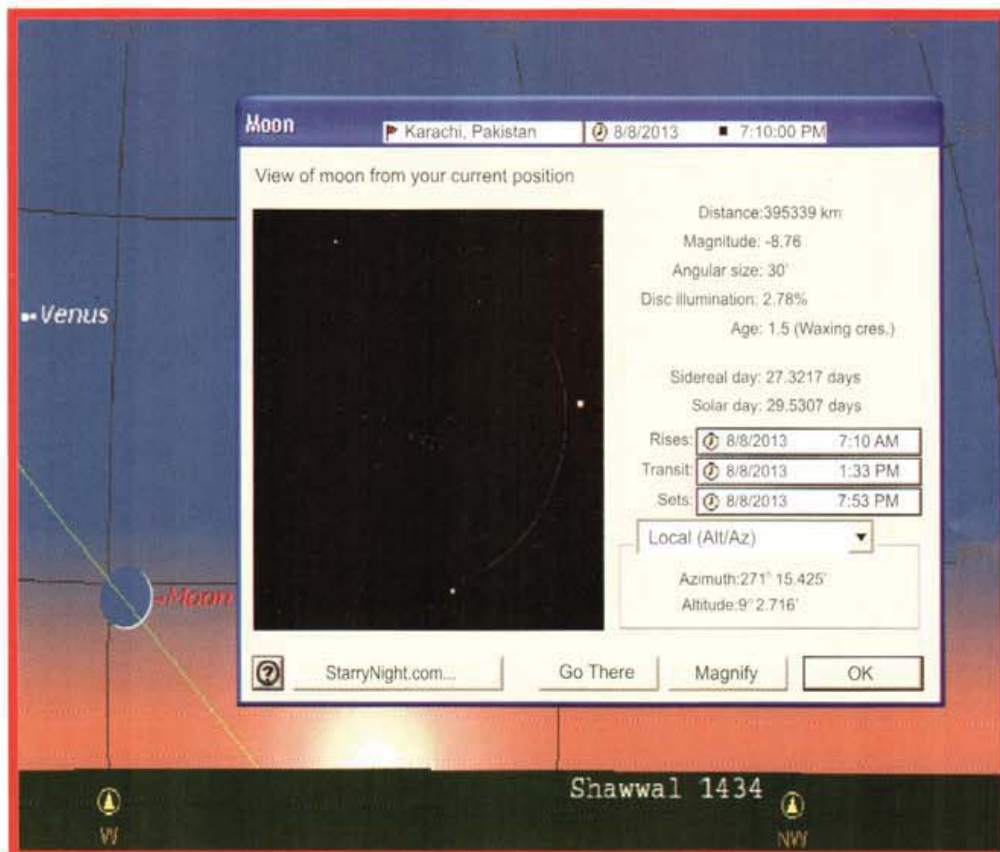 Moon
Karachi, Pakistan
8/8/2013
7:10:00 PM
View of moon from your current position
Distance:395339 km
Magnitude: -8.76
Angular size: 30'
Disc illumination: 2.78%
Age: 1.5 (Waxing cres.)
Sidereal day: 27.3217 days
Solar day: 29.5307 days
Rises: 8/8/2013 7:10 AM
Transit: 8/8/2013 1:33 PM
Sets: 8/8/2013 7:53 PM
Local (Alt/Az)
Azimuth:271° 15.425'
Altitude:9° 2.716'
StarryNight.com...
Go There
Magnify
OK
Venus
Moon
Shawwal 1434
W
NW